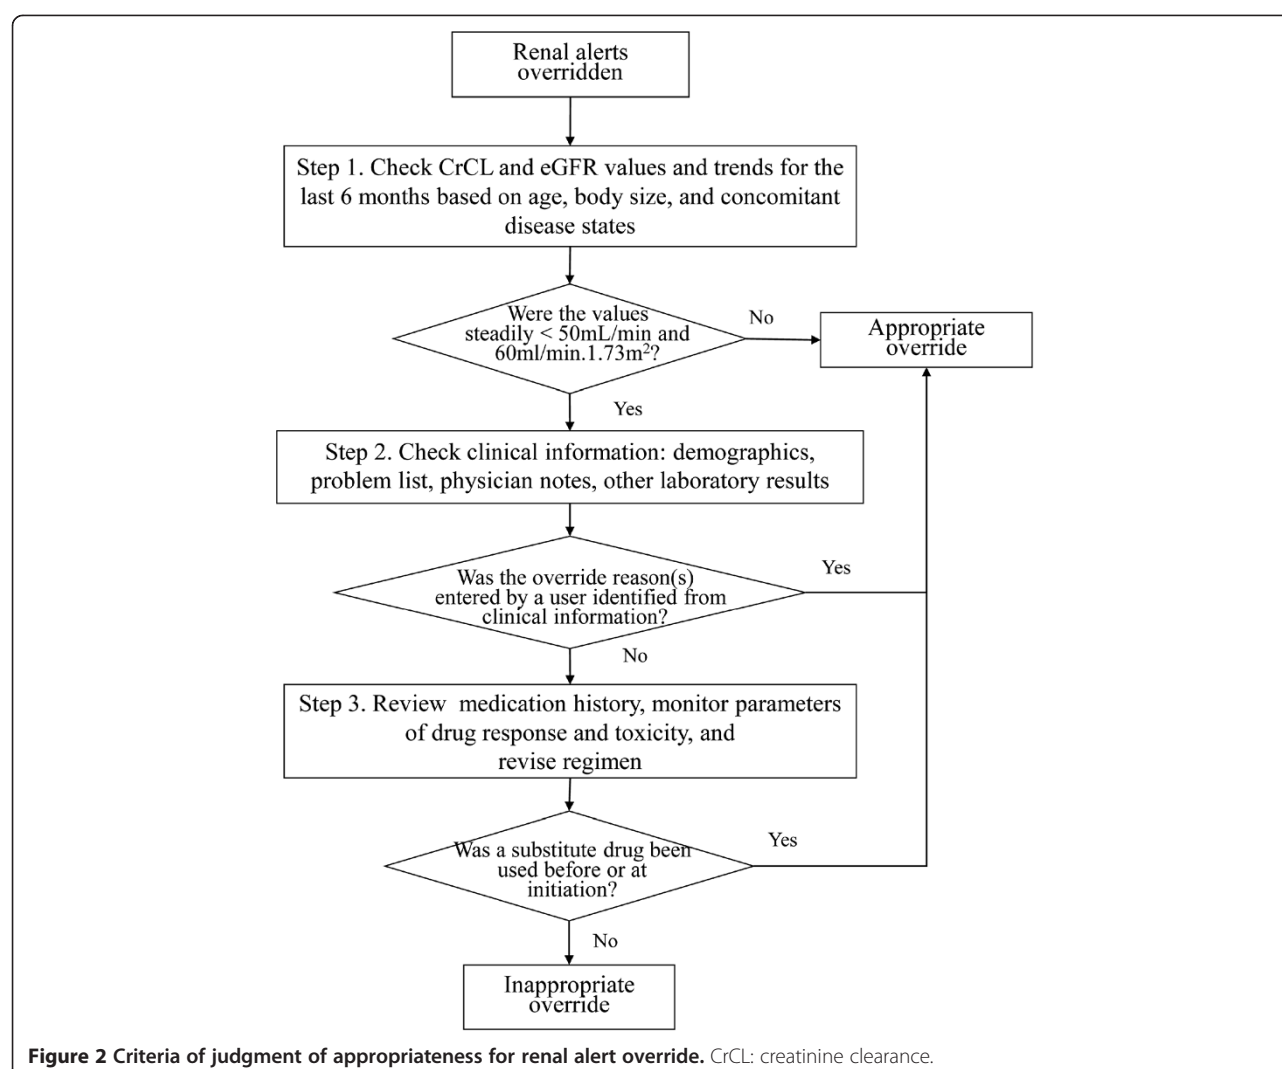 Renal alerts
overridden
Step 1. Check CrCL and eGFR values and trends for the
last 6 months based on age, body size, and concomitant
disease states
Were the values
steadily < 50mL/min and
60ml/min.1.73m²?
No
Appropriate
override
Yes
Step 2. Check clinical information: demographics,
problem list, physician notes, other laboratory results
Was the override reason(s)
entered by a user identified from
clinical information?
Yes
No
Step 3. Review medication history, monitor parameters
of drug response and toxicity, and
revise regimen
Was a substitute drug been
used before or at
initiation?
Yes
No
Inappropriate
override
Figure 2 Criteria of judgment of appropriateness for renal alert override. CrCL: creatinine clearance.